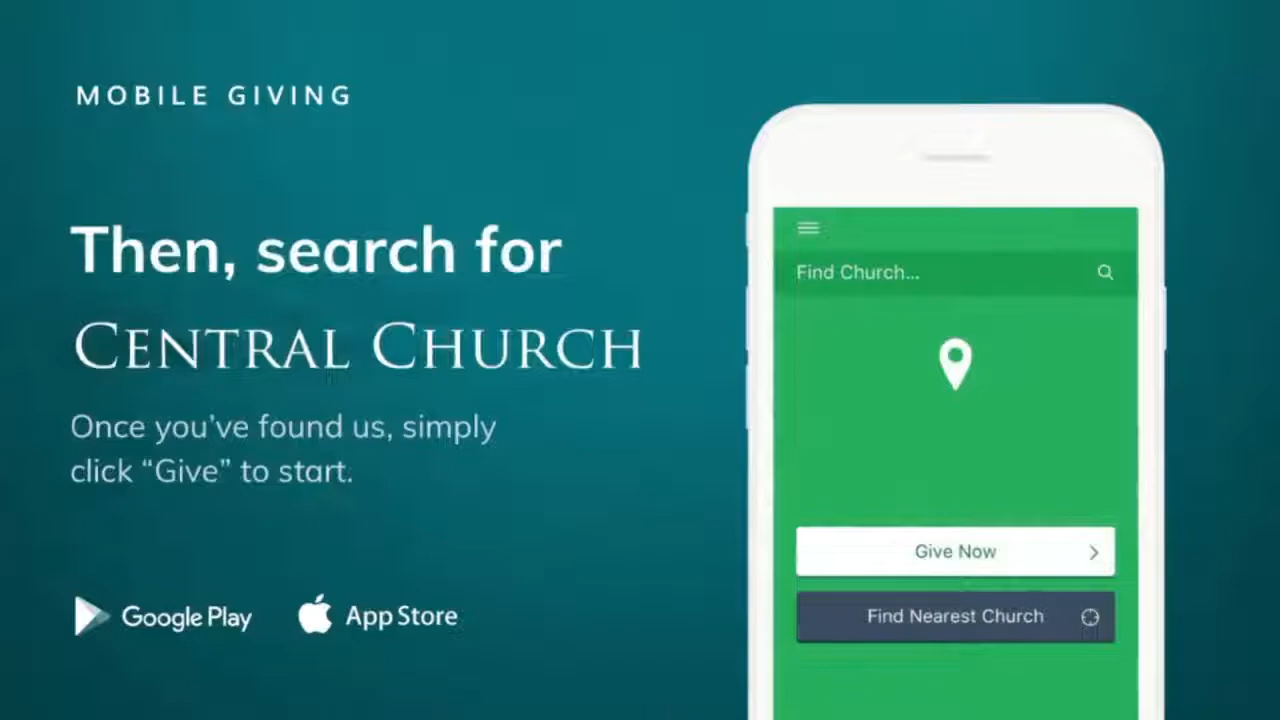 MOBILE GIVING
Then, search for
CENTRAL CHURCH
Once you've found us, simply
click “Give” to start.
Google Play
App Store
Find Church...
Give Now
Find Nearest Church